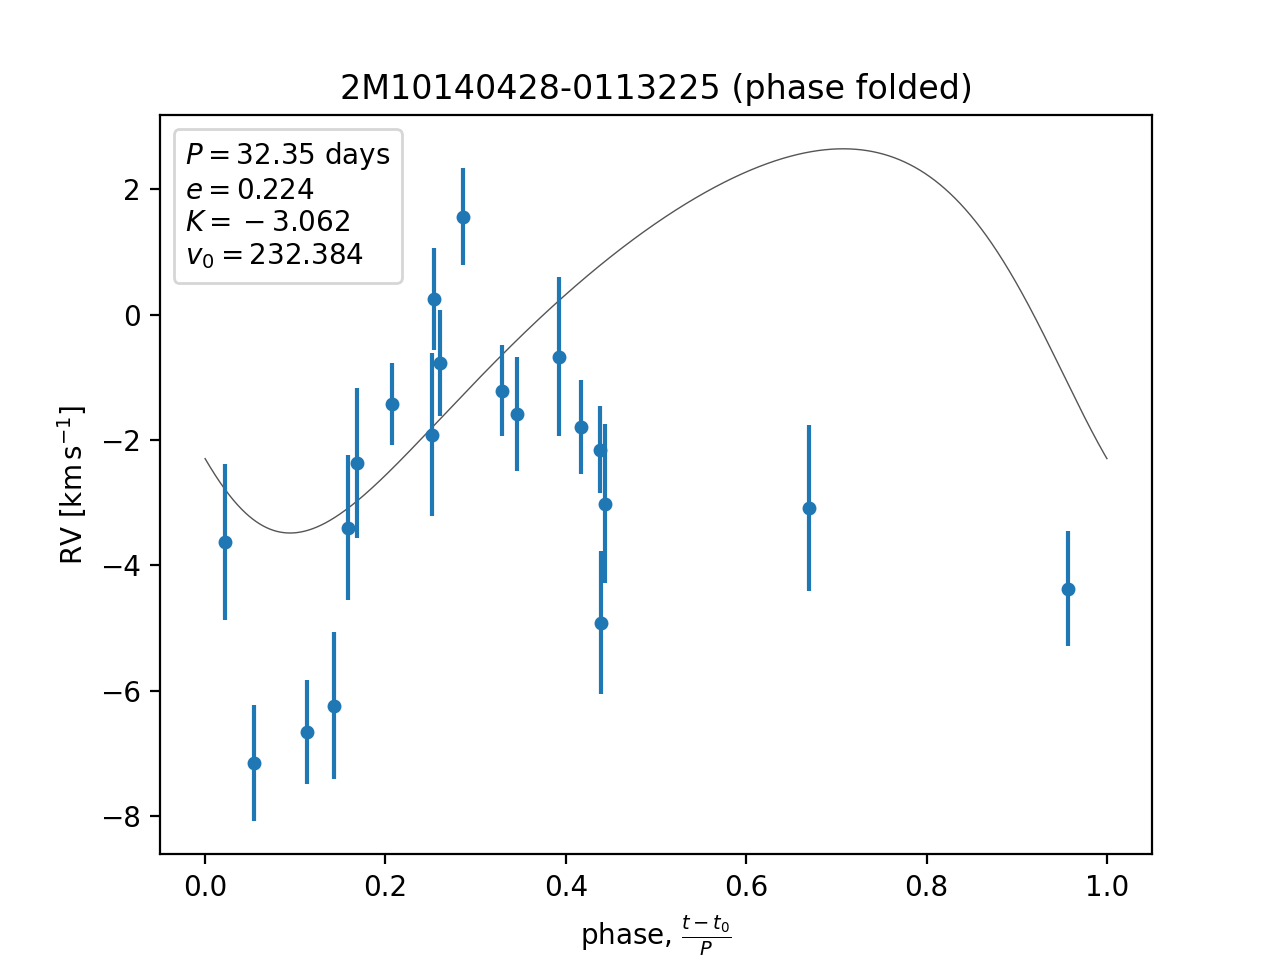 2M10140428-0113225 (phase folded)
P = 32.35 days
e = 0.224
K = −3.062
v₀ = 232.384
RV [km s⁻¹]
2
0
−2
−4
−6
−8
0.0 0.2 0.4 0.6 0.8 1.0
phase, (t − t₀)/P